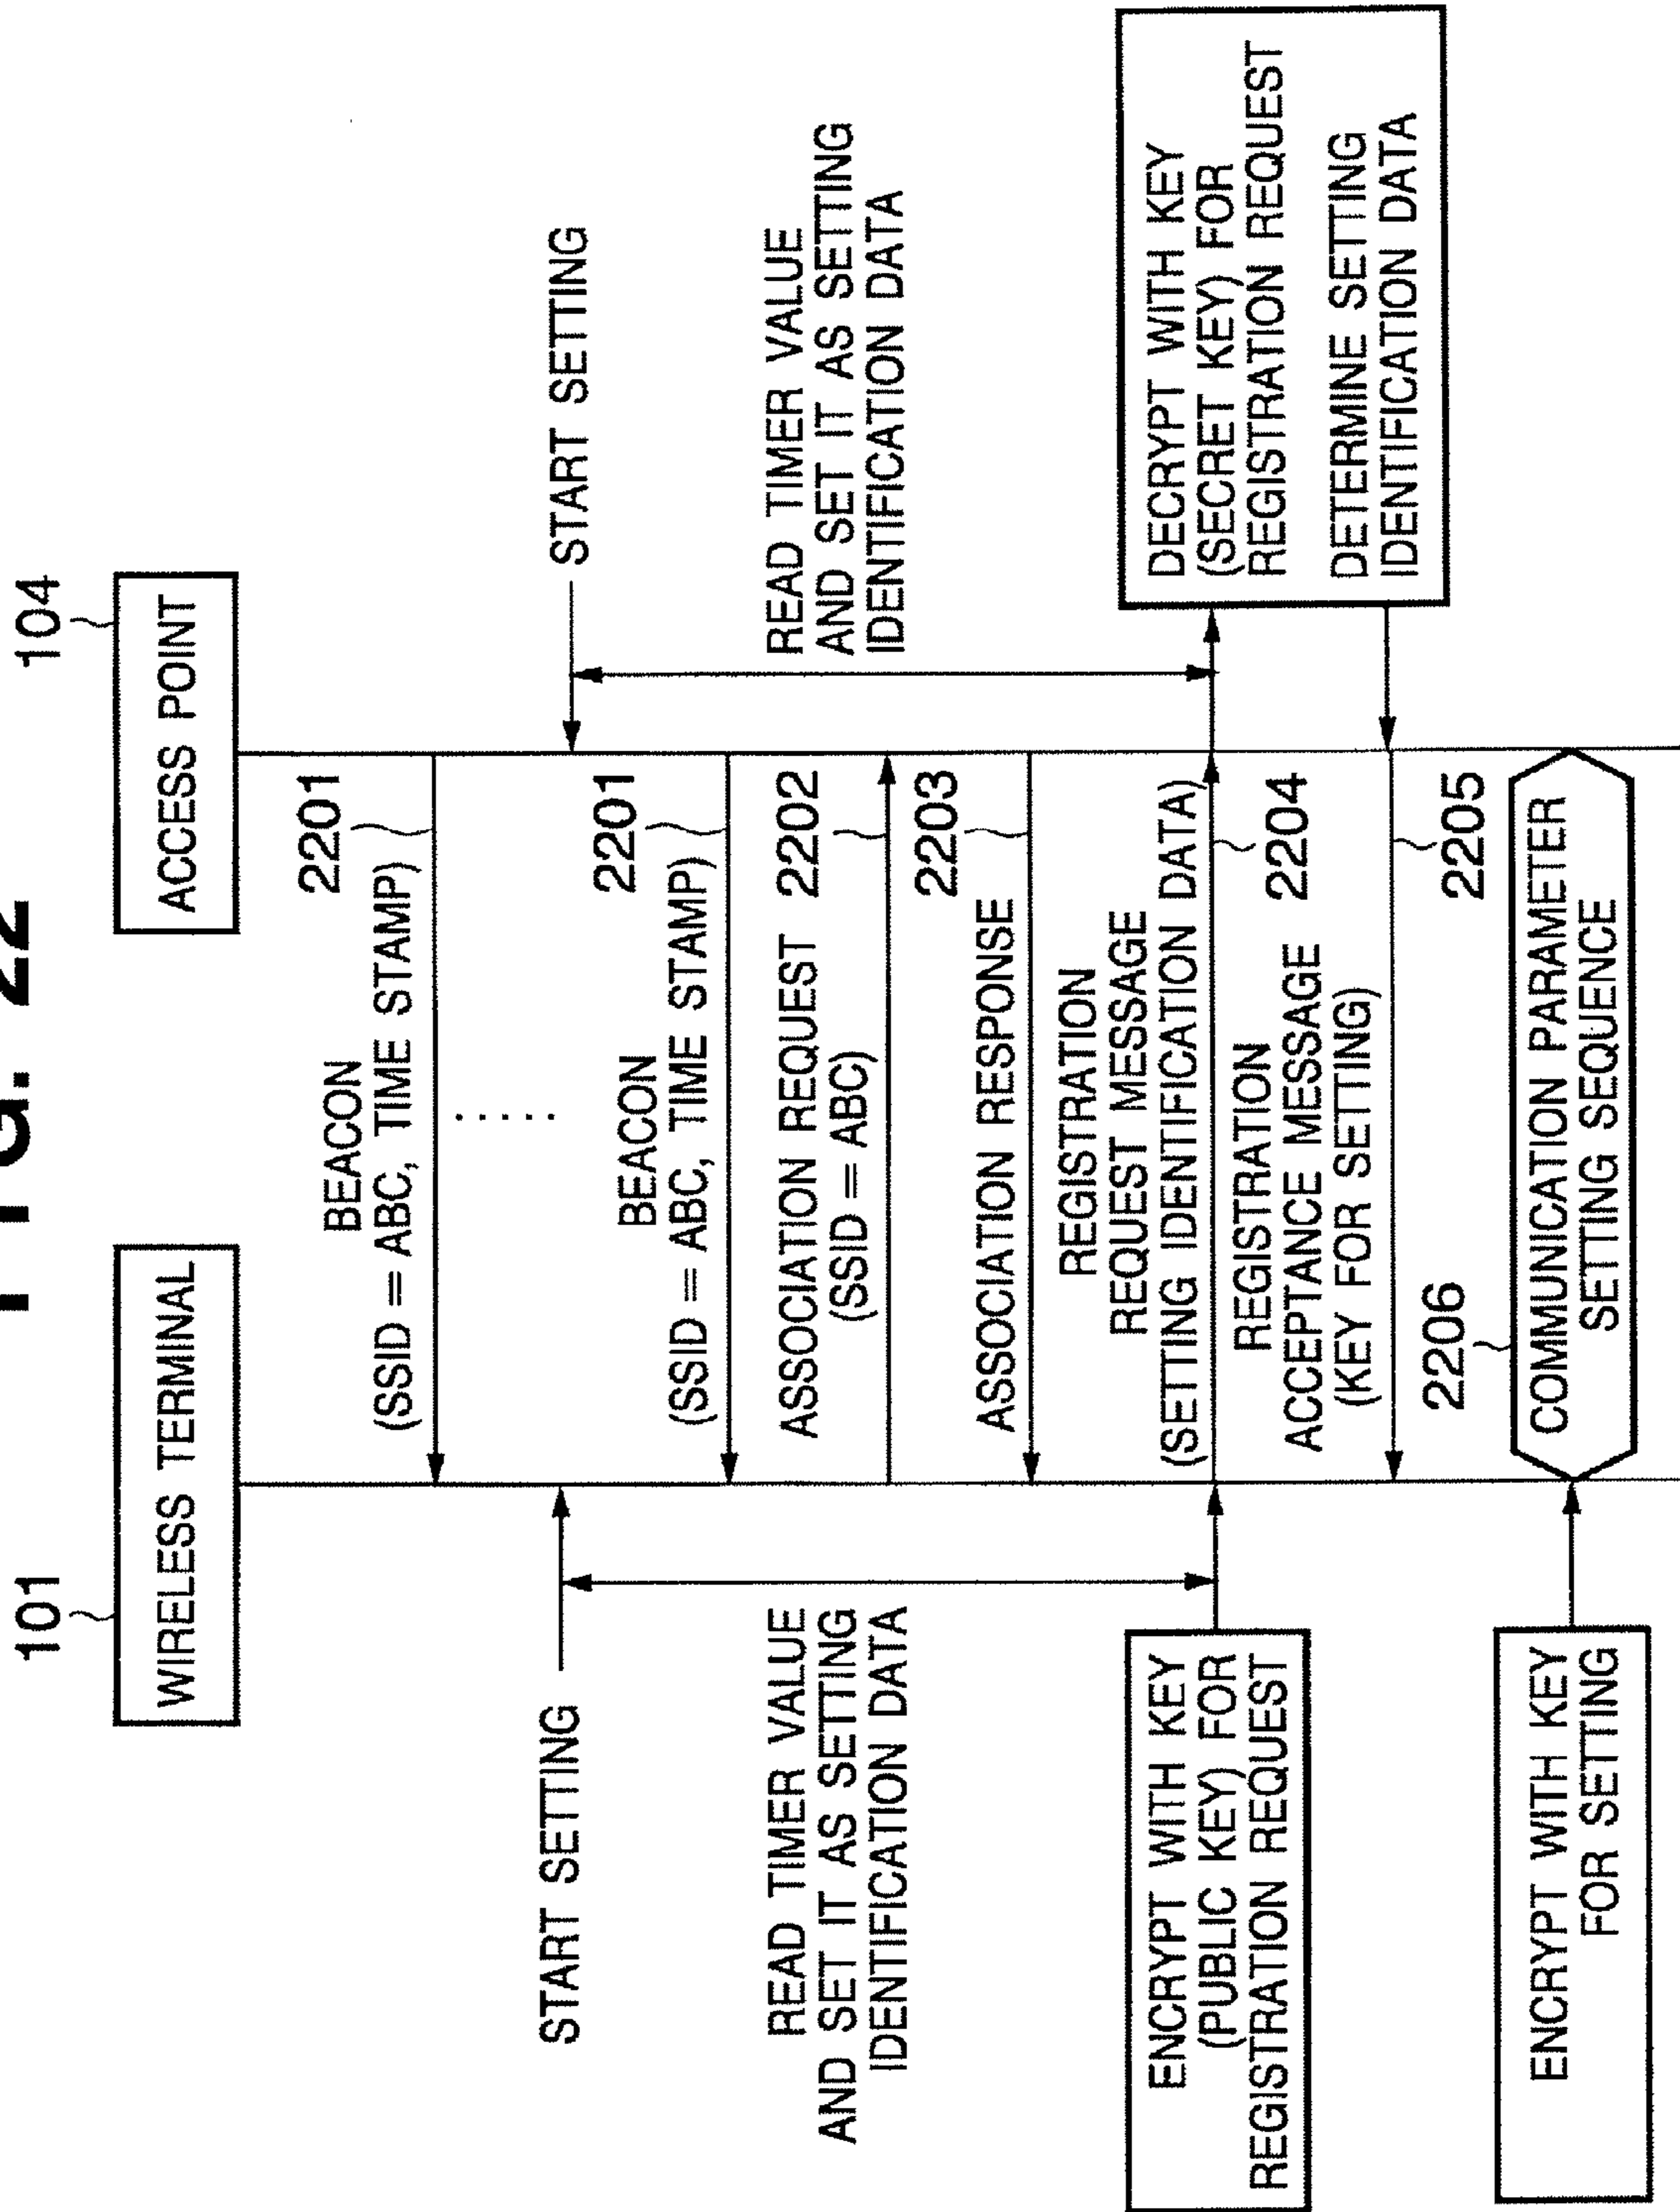 FIG. 22
101
WIRELESS TERMINAL
104
ACCESS POINT
BEACON
(SSID = ABC, TIME STAMP)
2201
.....
START SETTING
START SETTING
BEACON
(SSID = ABC, TIME STAMP)
2201
READ TIMER VALUE
AND SET IT AS SETTING
IDENTIFICATION DATA
ASSOCIATION REQUEST
(SSID = ABC)
2202
READ TIMER VALUE
AND SET IT AS SETTING
IDENTIFICATION DATA
ASSOCIATION RESPONSE
2203
REGISTRATION
REQUEST MESSAGE
(SETTING IDENTIFICATION DATA)
2204
ENCRYPT WITH KEY
(PUBLIC KEY) FOR
REGISTRATION REQUEST
DECRYPT WITH KEY
(SECRET KEY) FOR
REGISTRATION REQUEST
DETERMINE SETTING
IDENTIFICATION DATA
REGISTRATION
ACCEPTANCE MESSAGE
(KEY FOR SETTING)
2205
2206
ENCRYPT WITH KEY
FOR SETTING
COMMUNICATION PARAMETER
SETTING SEQUENCE